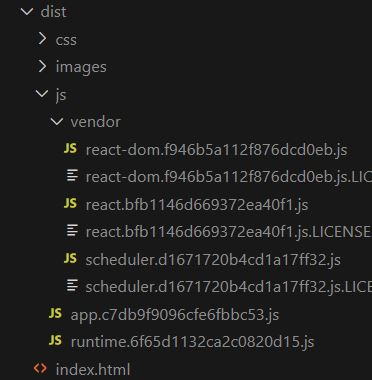 dist
css
images
js
vendor
JS react-dom.f946b5a112f876dcd0eb.js
react-dom.f946b5a112f876dcd0eb.js.LIC
JS react.bfb1146d669372ea40f1.js
react.bfb1146d669372ea40f1.js.LICENSE
JS scheduler.d1671720b4cd1a17ff32.js
scheduler.d1671720b4cd1a17ff32.js.LIC
JS app.c7db9f9096cfe6fbbc53.js
JS runtime.6f65d1132ca2c0820d15.js
index.html